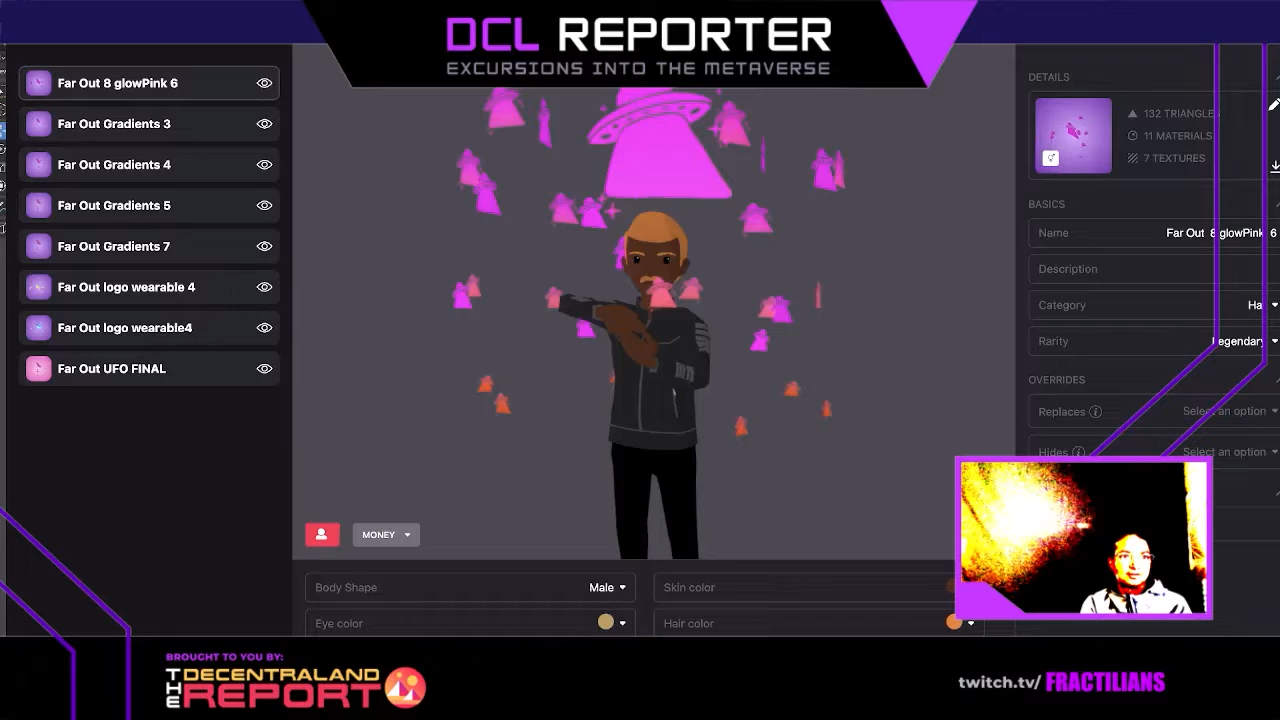 DCL REPORTER
EXCURSIONS INTO THE METAVERSE
Far Out 8 glowPink 6
Far Out Gradients 3
Far Out Gradients 4
Far Out Gradients 5
Far Out Gradients 7
Far Out logo wearable 4
Far Out logo wearable4
Far Out UFO FINAL
MONEY
Body Shape Male
Skin color
Eye color
Hair color
DETAILS
132 TRIANGLES
11 MATERIALS
7 TEXTURES
BASICS
Name Far Out 8 glowPink 6
Description
Category
Rarity Legendary
OVERRIDES
Replaces Select an option
Hides Select an option
BROUGHT TO YOU BY:
THE DECENTRALAND
REPORT
twitch.tv/ FRACTILIANS